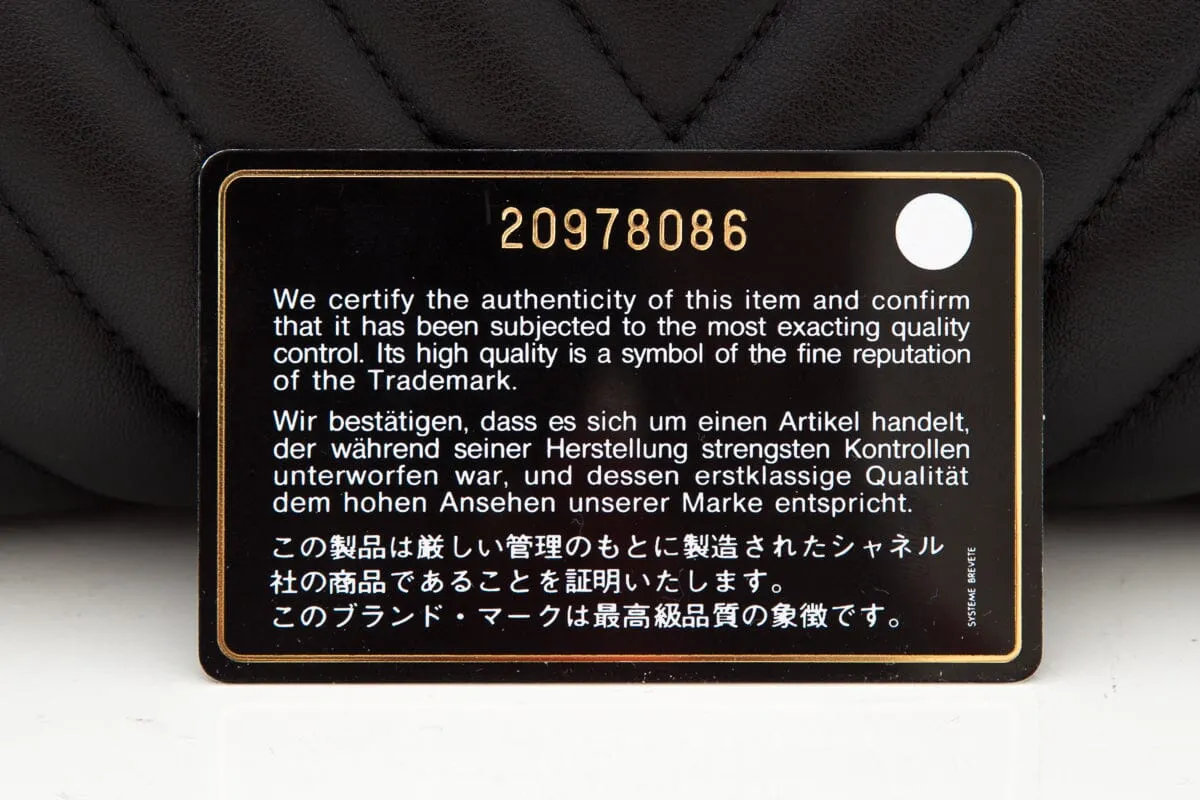 20978086
We certify the authenticity of this item and confirm
that it has been subjected to the most exacting quality
control. Its high quality is a symbol of the fine reputation
of the Trademark.
Wir bestätigen, dass es sich um einen Artikel handelt,
der während seiner Herstellung strengsten Kontrollen
unterworfen war, und dessen erstklassige Qualität
dem hohen Ansehen unserer Marke entspricht.
この製品は厳しい管理のもとに製造されたシャネル
社の商品であることを証明いたします。
このブランド・マークは最高級品質の象徴です。
SYSTEME BREVETE